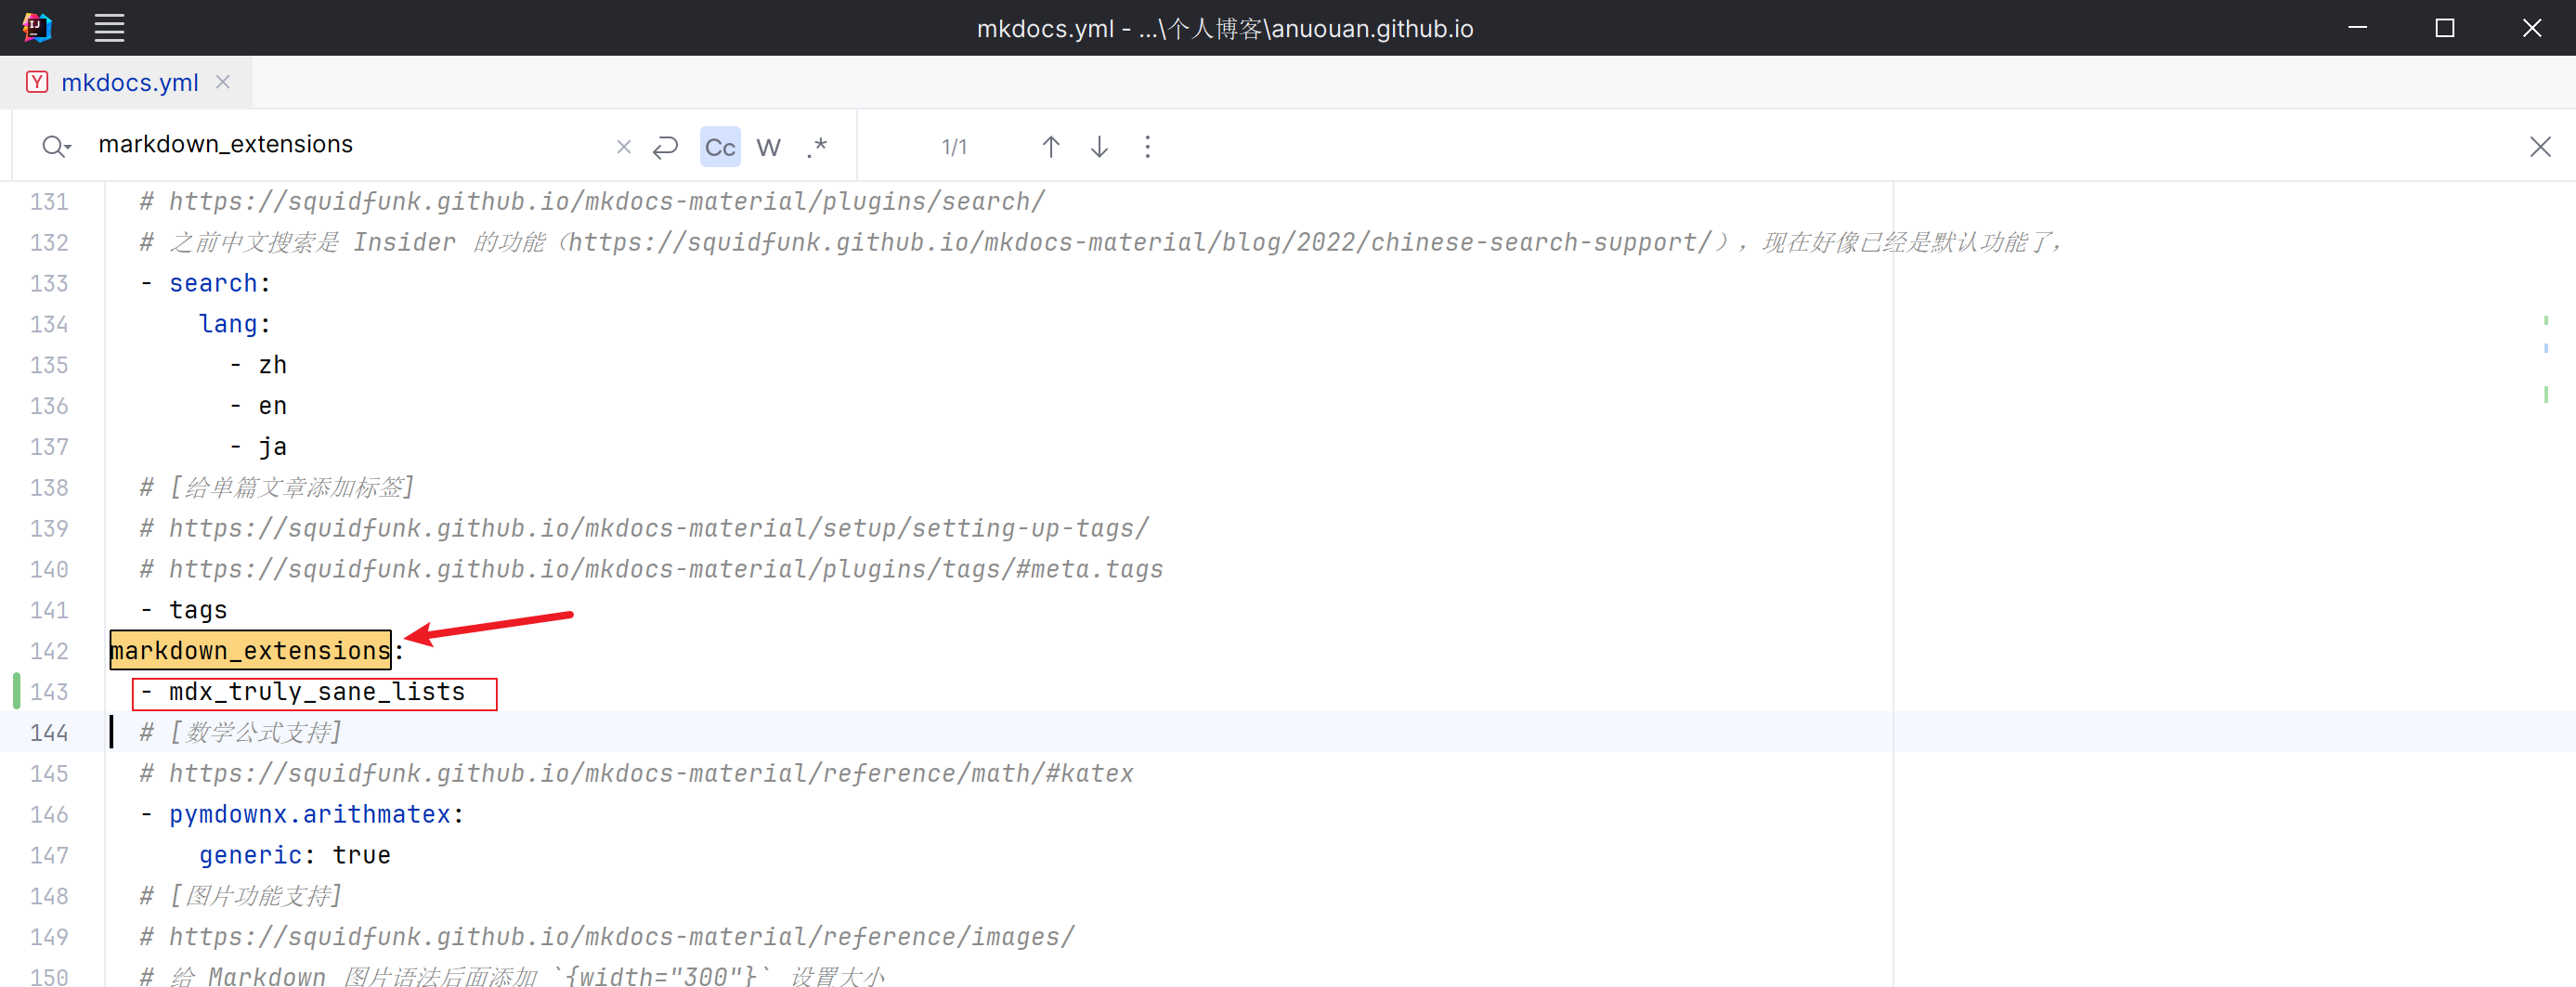 mkdocs.yml - ...\个人博客\anuouan.github.io
mkdocs.yml
markdown_extensions
Cc W .* 1/1
131 # https://squidfunk.github.io/mkdocs-material/plugins/search/
132 # 之前中文搜索是 Insider 的功能（https://squidfunk.github.io/mkdocs-material/blog/2022/chinese-search-support/），现在好像已经是默认功能了，
133 - search:
134 lang:
135 - zh
136 - en
137 - ja
138 # [给单篇文章添加标签]
139 # https://squidfunk.github.io/mkdocs-material/setup/setting-up-tags/
140 # https://squidfunk.github.io/mkdocs-material/plugins/tags/#meta.tags
141 - tags
142 markdown_extensions:
143 - mdx_truly_sane_lists
144 # [数学公式支持]
145 # https://squidfunk.github.io/mkdocs-material/reference/math/#katex
146 - pymdownx.arithmatex:
147 generic: true
148 # [图片功能支持]
149 # https://squidfunk.github.io/mkdocs-material/reference/images/
150 # 给 Markdown 图片语法后面添加 `{width="300"}` 设置大小